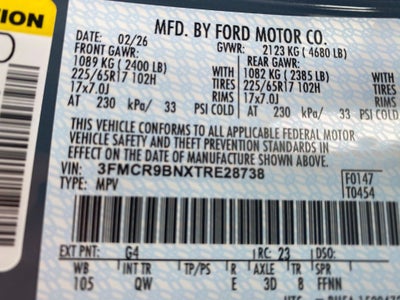 TION
MFD. BY FORD MOTOR CO.
DATE: 02/26 GVWR: 2123 KG (4680 LB)
FRONT GAWR: REAR GAWR:
1089 KG (2400 LB) WITH 1082 KG (2385 LB) WITH
225/65R17 102H TIRES 225/65R17 102H TIRES
17x7.0J RIMS 17x7.0J RIMS
AT 230 kPa/ 33 PSI COLD AT 230 kPa/ 33 PSI COLD
THIS VEHICLE CONFORMS TO ALL APPLICABLE FEDERAL MOTOR
VEHICLE SAFETY AND THEFT PREVENTION STANDARDS IN
EFFECT ON THE DATE OF MANUFACTURE SHOWN ABOVE.
VIN: 3FMCR9BNXTRE28738 F0147
TYPE: MPV T0454
EXT PNT: G4 RC: 23 DSO:
WB INT TR TP/PS R AXLE TR SPR
105 QW E 3D 8 FFNN